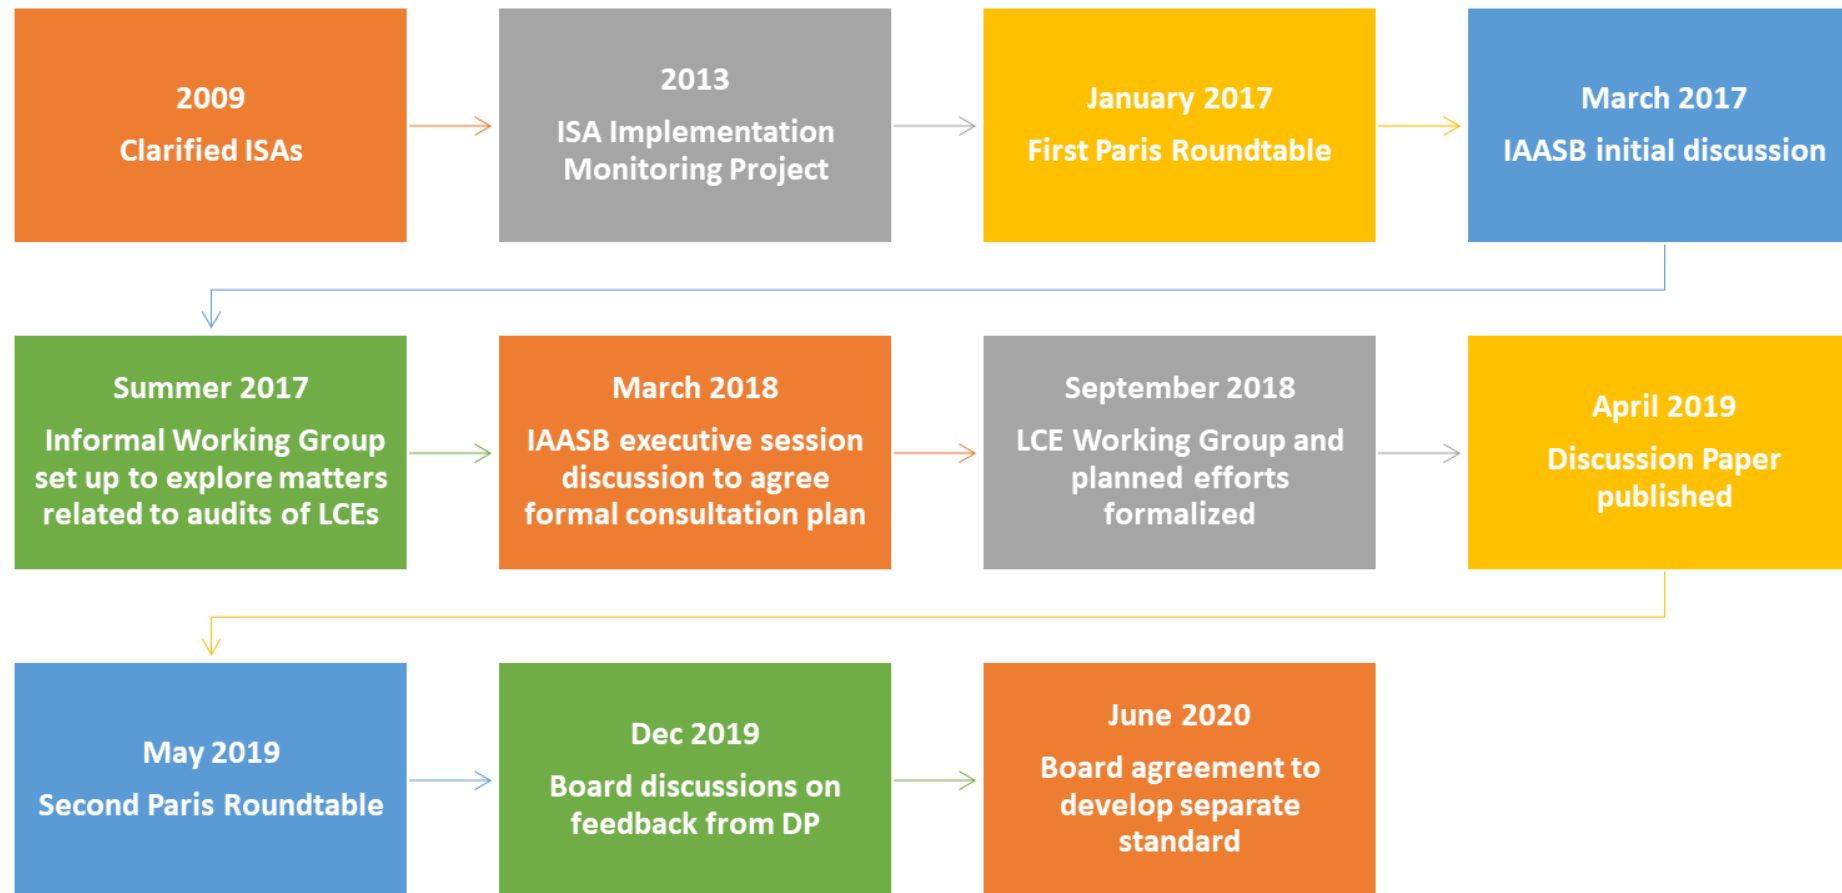 2009
Clarified ISAs
2013
ISA Implementation
Monitoring Project
January 2017
First Paris Roundtable
March 2017
IAASB initial discussion
Summer 2017
Informal Working Group
set up to explore matters
related to audits of LCEs
March 2018
IAASB executive session
discussion to agree
formal consultation plan
September 2018
LCE Working Group and
planned efforts
formalized
April 2019
Discussion Paper
published
May 2019
Second Paris Roundtable
Dec 2019
Board discussions on
feedback from DP
June 2020
Board agreement to
develop separate
standard